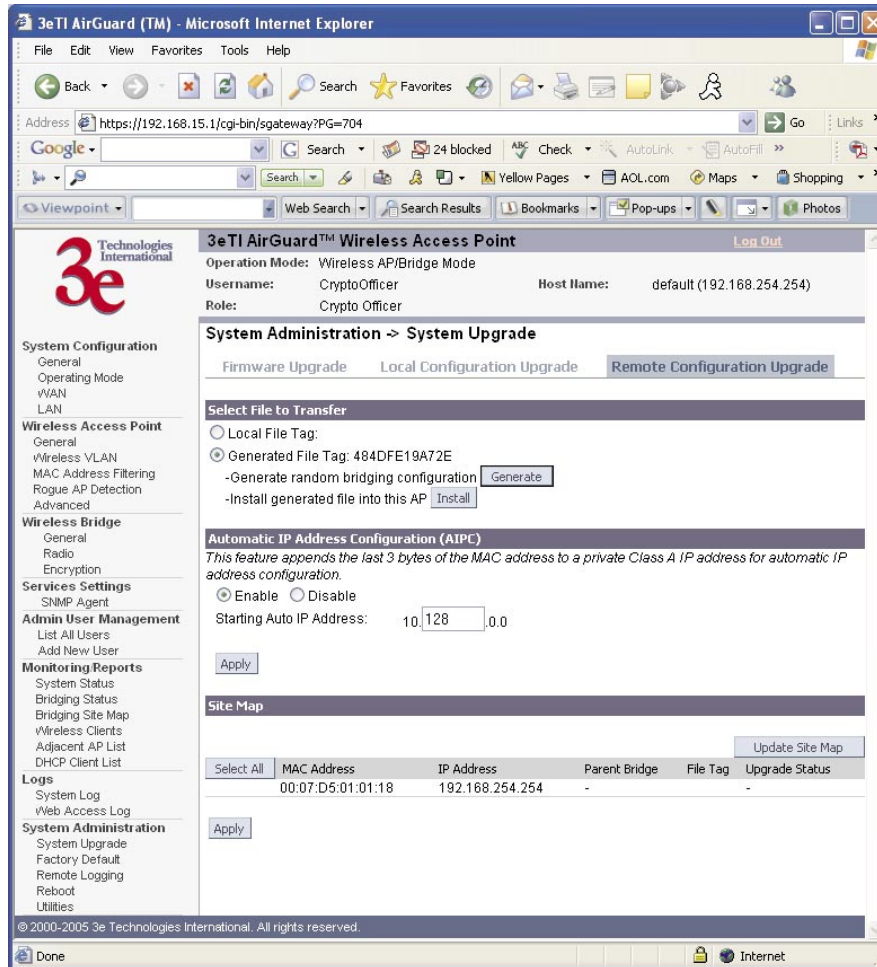 3eTI AirGuard (TM) - Microsoft Internet Explorer
File Edit View Favorites Tools Help
Back Search Favorites
Address https://192.168.15.1/cgi-bin/sgateway?PG=704 Go Links
Google Search 24 blocked ABC Check AutoLink AutoFill
Search Yellow Pages AOL.com Maps Shopping
Viewpoint Web Search Search Results Bookmarks Pop-ups Photos
3e Technologies International
System Configuration
General
Operating Mode
WAN
LAN
Wireless Access Point
General
Wireless VLAN
MAC Address Filtering
Rogue AP Detection
Advanced
Wireless Bridge
General
Radio
Encryption
Services Settings
SNMP Agent
Admin User Management
List All Users
Add New User
Monitoring/Reports
System Status
Bridging Status
Bridging Site Map
Wireless Clients
Adjacent AP List
DHCP Client List
Logs
System Log
Web Access Log
System Administration
System Upgrade
Factory Default
Remote Logging
Reboot
Utilities
3eTI AirGuard™ Wireless Access Point Log Out
Operation Mode: Wireless AP/Bridge Mode
Username: CryptoOfficer Host Name: default (192.168.254.254)
Role: Crypto Officer
System Administration -> System Upgrade
Firmware Upgrade Local Configuration Upgrade Remote Configuration Upgrade
Select File to Transfer
Local File Tag:
Generated File Tag: 484DFE19A72E
-Generate random bridging configuration Generate
-Install generated file into this AP Install
Automatic IP Address Configuration (AIPC)
This feature appends the last 3 bytes of the MAC address to a private Class A IP address for automatic IP
address configuration.
Enable Disable
Starting Auto IP Address: 10.128.0.0
Apply
Site Map
Update Site Map
Select All MAC Address IP Address Parent Bridge File Tag Upgrade Status
00:07:D5:01:01:18 192.168.254.254 - -
Apply
© 2000-2005 3e Technologies International. All rights reserved.
Done Internet